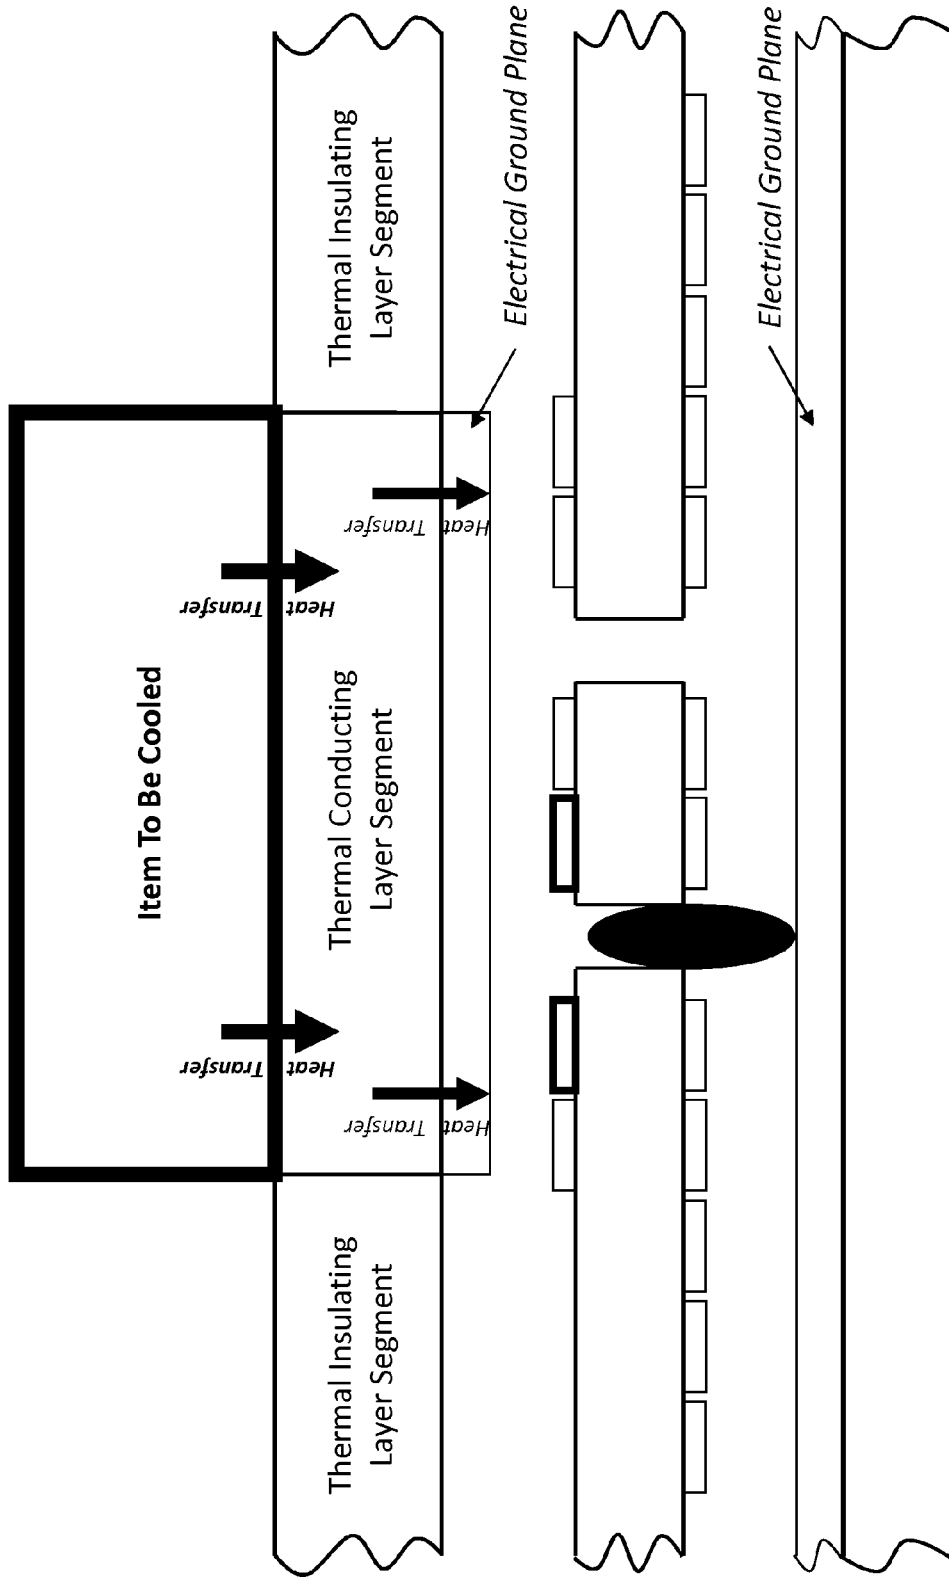 Item To Be Cooled
Heat
Transfer
Heat
Transfer
Thermal Insulating
Layer Segment
Thermal Conducting
Layer Segment
Thermal Insulating
Layer Segment
Heat
Transfer
Heat
Transfer
Electrical Ground Plane
Electrical Ground Plane